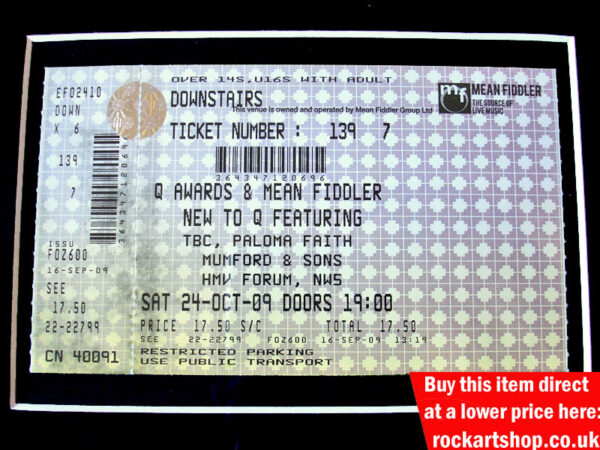 OVER 14S,U16S WITH ADULT
EF02410
DOWN
X 6
139
7
ISSU
FOZ600
16-SEP-09
SEE
17.50
22-22799
CN 40091
364347128696
DOWNSTAIRS
This venue is owned and operated by Mean Fiddler Group Ltd
mf
MEAN FIDDLER
THE SOURCE OF
LIVE MUSIC
TICKET NUMBER : 139 7
364347128696
Q AWARDS & MEAN FIDDLER
NEW TO Q FEATURING
TBC, PALOMA FAITH
MUMFORD & SONS
HMV FORUM, NW5
SAT 24-OCT-09 DOORS 19:00
PRICE 17.50 S/C TOTAL 17.50
SEE 22-22799 FOZ600 16-SEP-09 13:19
RESTRICTED PARKING
USE PUBLIC TRANSPORT
Buy this item direct
at a lower price here:
rockartshop.co.uk